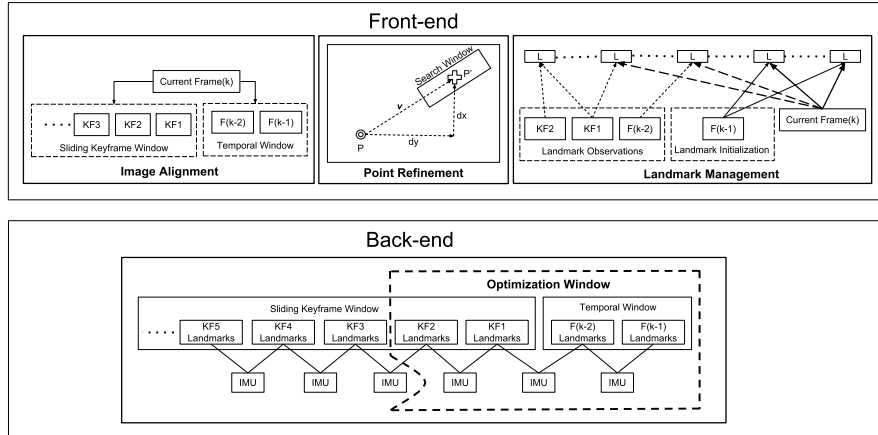 Front-end
Current Frame(k)
KF3 KF2 KF1
F(k-2) F(k-1)
Sliding Keyframe Window
Temporal Window
Image Alignment
Search Window
P'
v
dx
P
dy
Point Refinement
L L L L L
KF2 KF1 F(k-2)
F(k-1)
Current Frame(k)
Landmark Observations
Landmark Initialization
Landmark Management
Back-end
Optimization Window
Sliding Keyframe Window
Temporal Window
KF5 Landmarks
KF4 Landmarks
KF3 Landmarks
KF2 Landmarks
KF1 Landmarks
F(k-2) Landmarks
F(k-1) Landmarks
IMU IMU IMU IMU IMU IMU